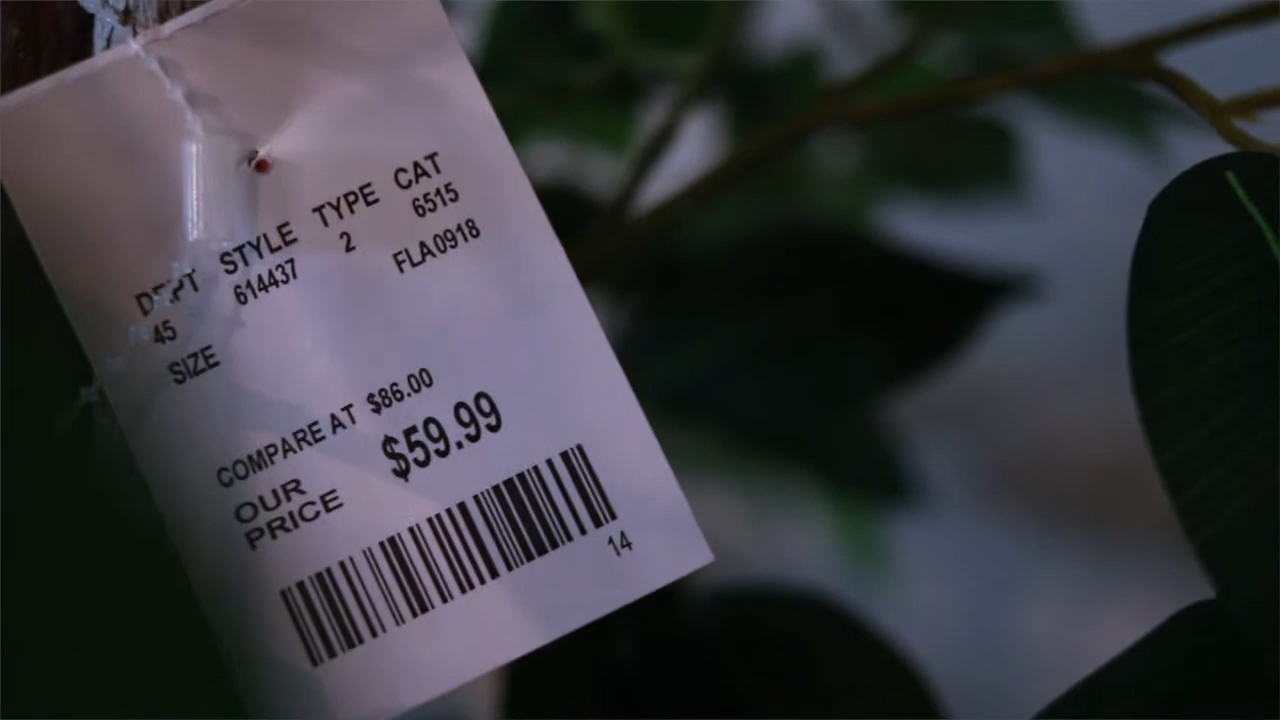 DEPT STYLE TYPE CAT
45 614437 2 6515
SIZE FLA0918
COMPARE AT $86.00
OUR PRICE $59.99
14